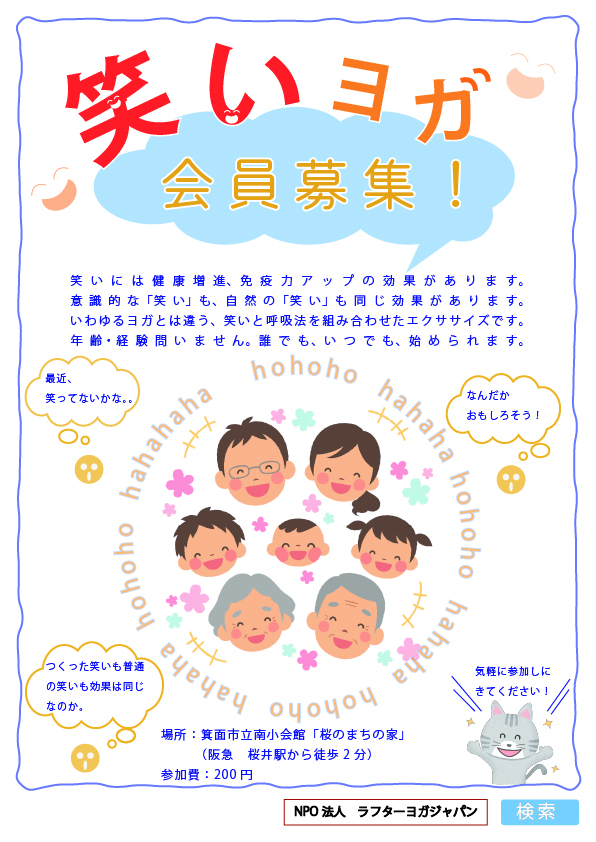 笑いヨガ
会員募集！
笑いには健康増進、免疫力アップの効果があります。
意識的な「笑い」も、自然の「笑い」も同じ効果があります。
いわゆるヨガとは違う、笑いと呼吸法を組み合わせたエクササイズです。
年齢・経験問いません。誰でも、いつでも、始められます。
最近、
笑ってないかな。。
なんだか
おもしろそう！
hohoho
hahaha
hohoho
hahaha
hahaha
hohoho
hahaha
hahaha
hohoho
hohoho
hahahaha
つくった笑いも普通
の笑いも効果は同じ
なのか。
気軽に参加しに
きてください！
場所：箕面市立南小会館「桜のまちの家」
（阪急　桜井駅から徒歩２分）
参加費：200 円
NPO 法人　ラフターヨガジャパン
検索